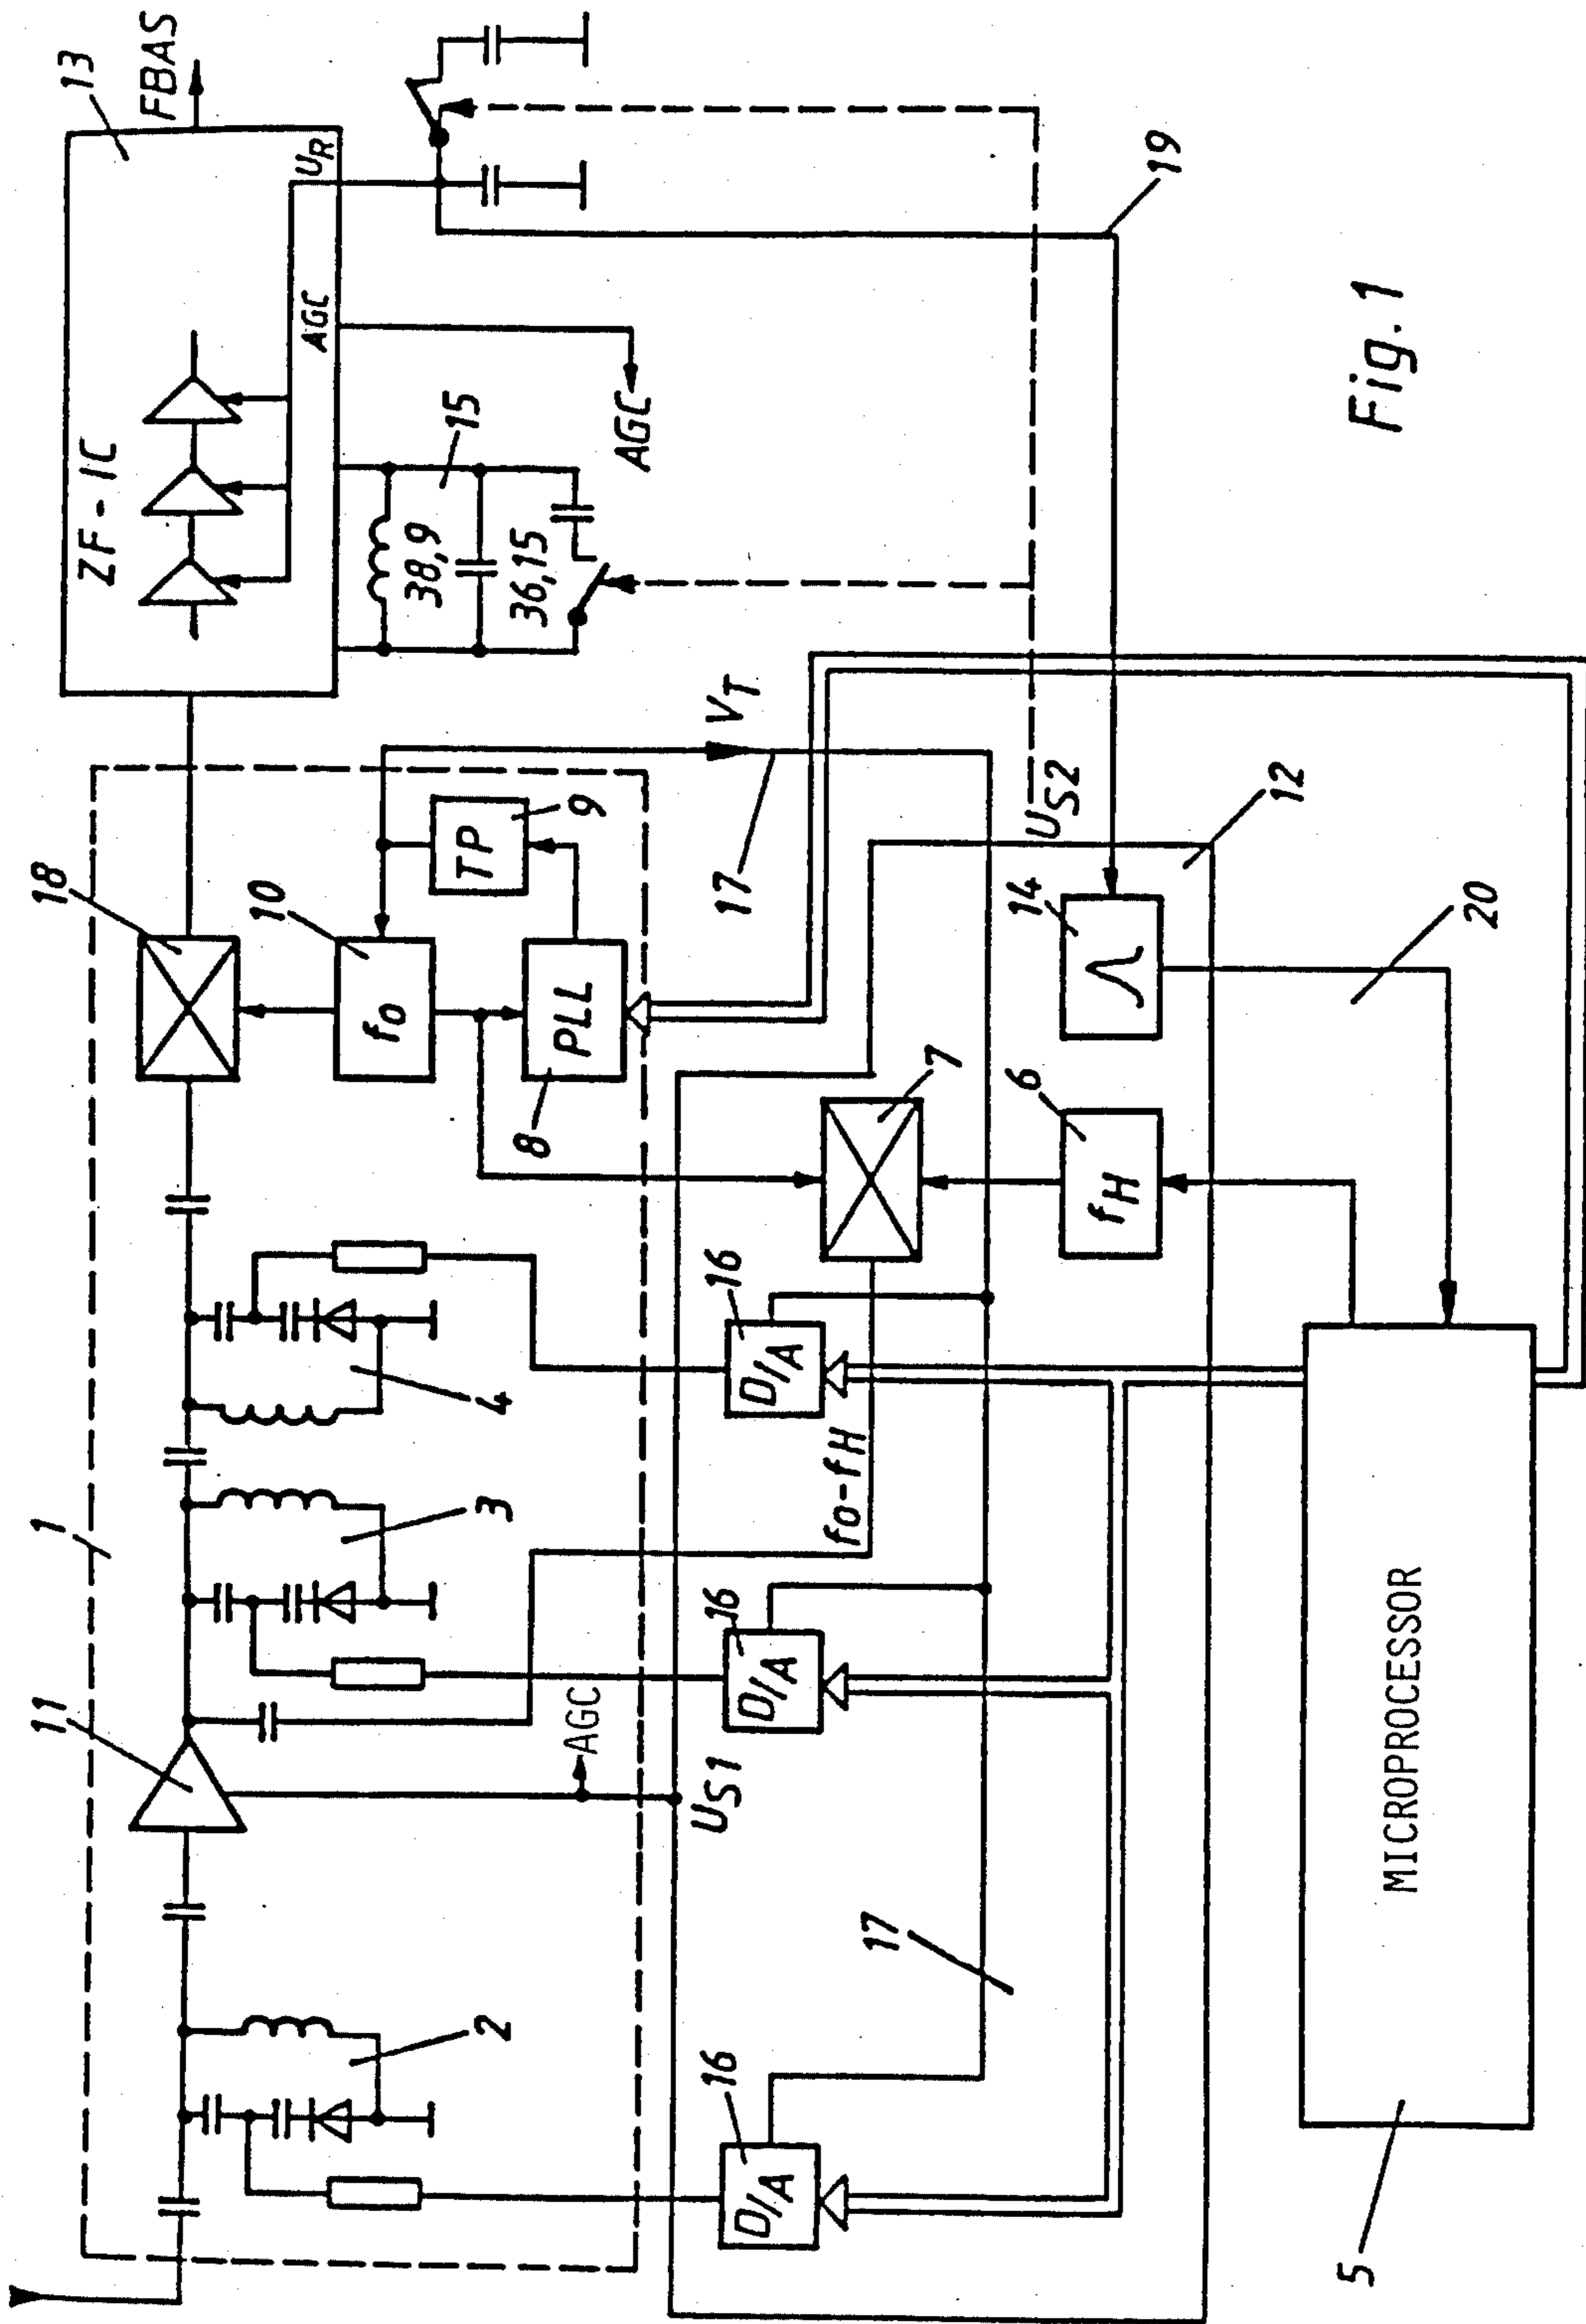 1
11
18
13
ZF-IC
FBAS
U_R
AGC
2
3
4
10
f_0
TP
9
PLL
8
38,9
36,15
15
AGC
V_T
17
AGC
U_S1
16
D/A
16
D/A
16
D/A
f_0-f_H
7
6
f_H
14
U_S2
12
19
20
17
MICROPROCESSOR
5
Fig. 1